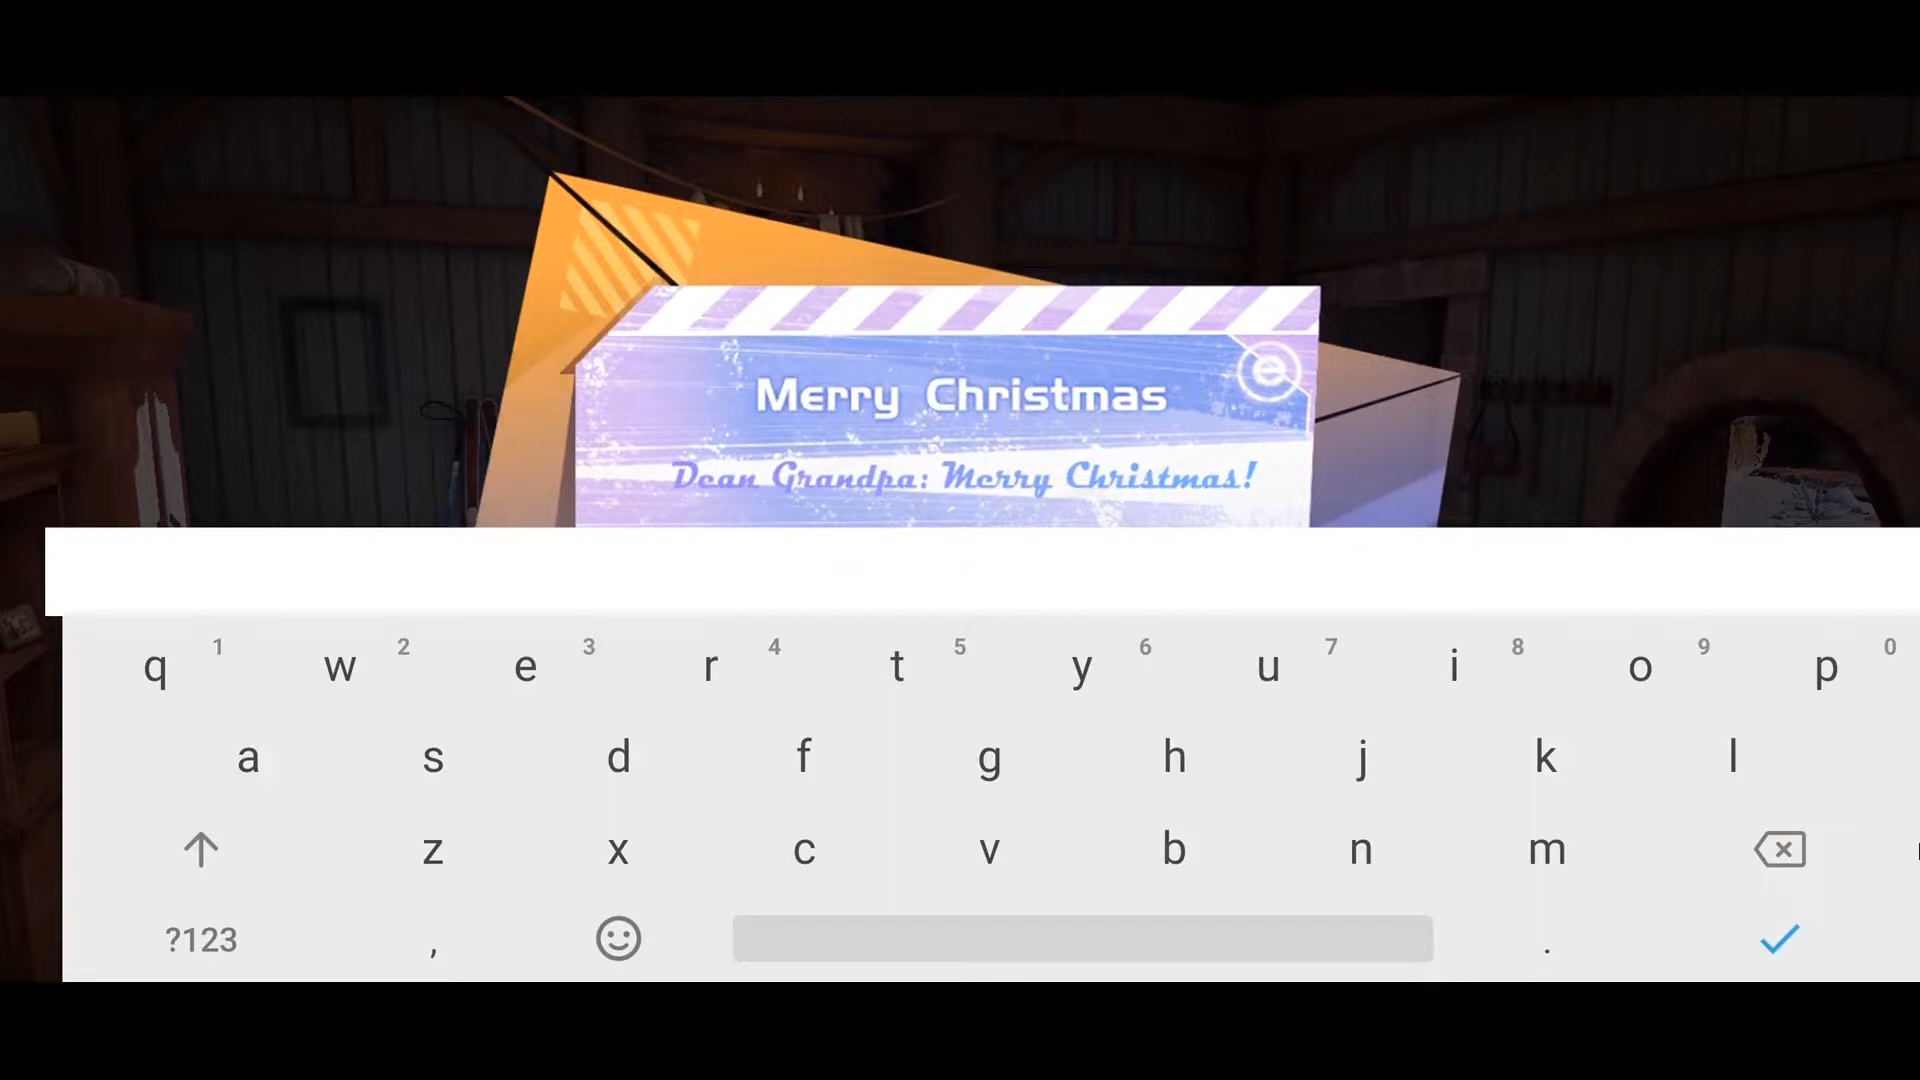 Merry Christmas
e
Dear Grandpa: Merry Christmas!
q 1 w 2 e 3 r 4 t 5 y 6 u 7 i 8 o 9 p 0
a s d f g h j k l
z x c v b n m
?123 , .